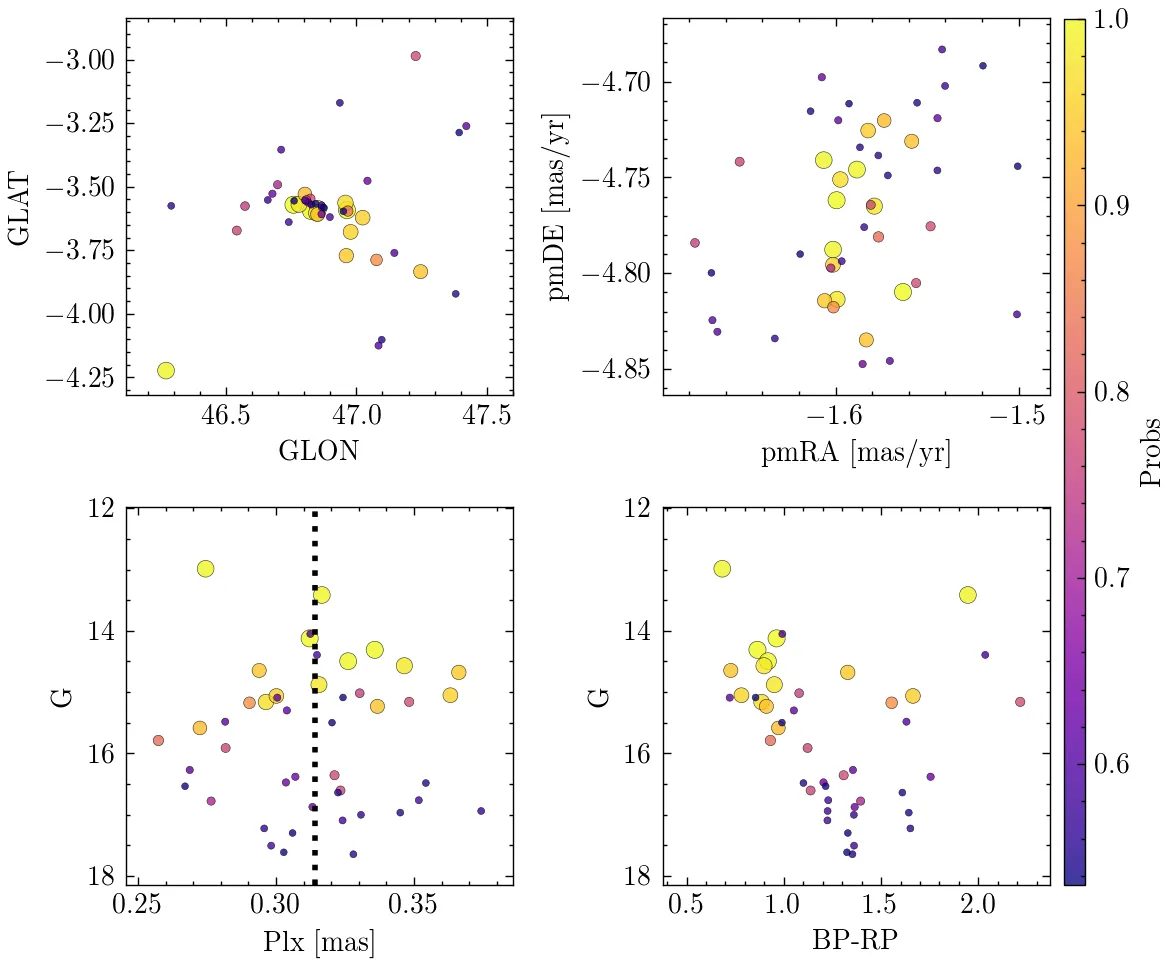 −3.00
−3.25
−3.50
−3.75
−4.00
−4.25
GLAT
46.5 47.0 47.5
GLON
−4.70
−4.75
−4.80
−4.85
pmDE [mas/yr]
−1.6 −1.5
pmRA [mas/yr]
12
14
16
18
G
0.25 0.30 0.35
Plx [mas]
12
14
16
18
G
0.5 1.0 1.5 2.0
BP-RP
1.0
0.9
0.8
0.7
0.6
Probs